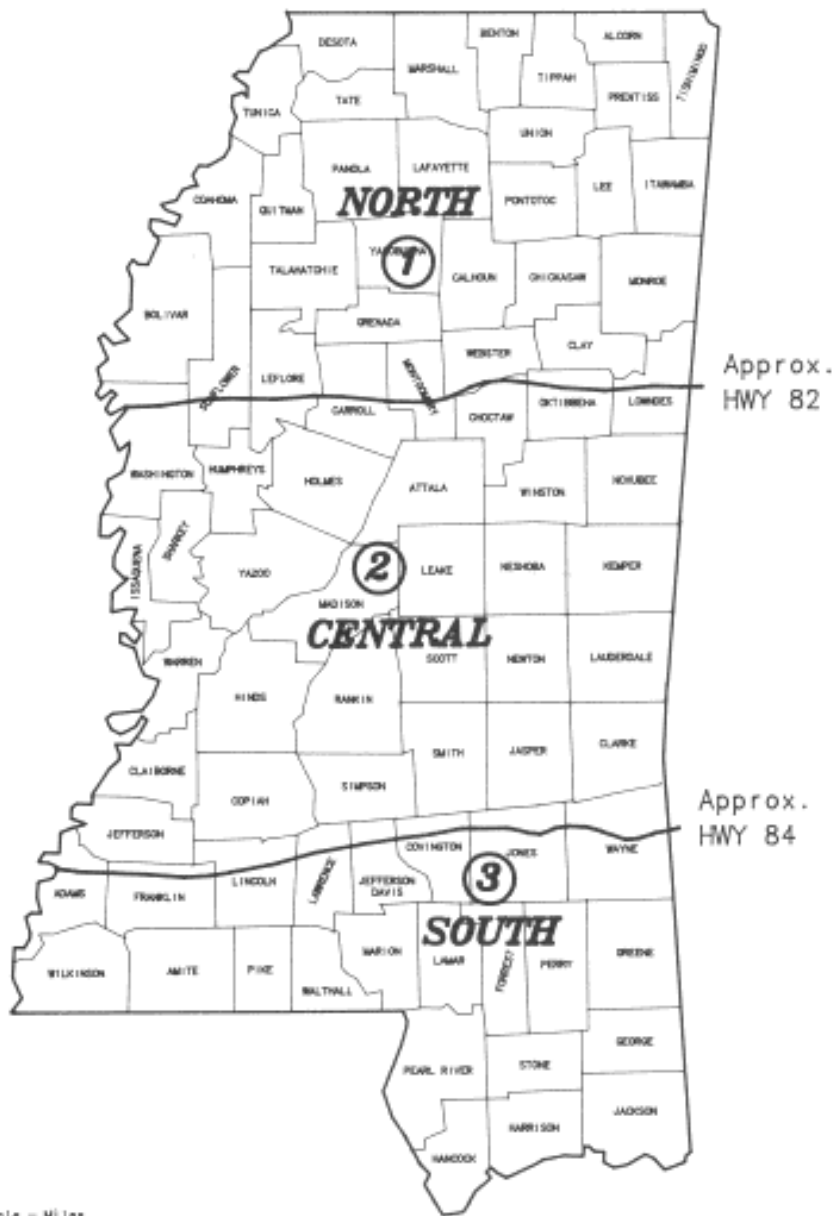 DESOTA
BENTON
ALCORN
MARSHALL
TIPPAH
TISHIMINGO
TATE
PRENTISS
TUNICA
UNION
PANOLA
LAFAYETTE
LEE
ITAWAMBA
COAHOMA
QUITMAN
NORTH
PONTOTOC
1
TALAHATCHIE
CALHOUN
CHICKASAW
MONROE
BOLIVAR
GRENADA
WEBSTER
CLAY
SUNFLOWER
LEFLORE
MONTGOMERY
Approx.
HWY 82
CARROLL
CHOCTAW
OKTIBBEHA
LOWNDES
WASHINGTON
HUMPHREYS
HOLMES
ATTALA
WINSTON
NOXUBEE
ISSAQUENA
SHARKEY
YAZOO
2
LEAKE
NESHOBA
KEMPER
MADISON
CENTRAL
WARREN
SCOTT
NEWTON
LAUDERDALE
HINDS
RANKIN
SMITH
JASPER
CLARKE
CLAIBORNE
COPIAH
SIMPSON
Approx.
HWY 84
JEFFERSON
COVINGTON
JONES
WAYNE
ADAMS
FRANKLIN
LINCOLN
LAWRENCE
JEFFERSON
DAVIS
3
SOUTH
MARION
LAMAR
FORREST
PERRY
GREENE
WILKINSON
AMITE
PIKE
WALTHALL
GEORGE
PEARL RIVER
STONE
HARRISON
JACKSON
HANCOCK
- Miles